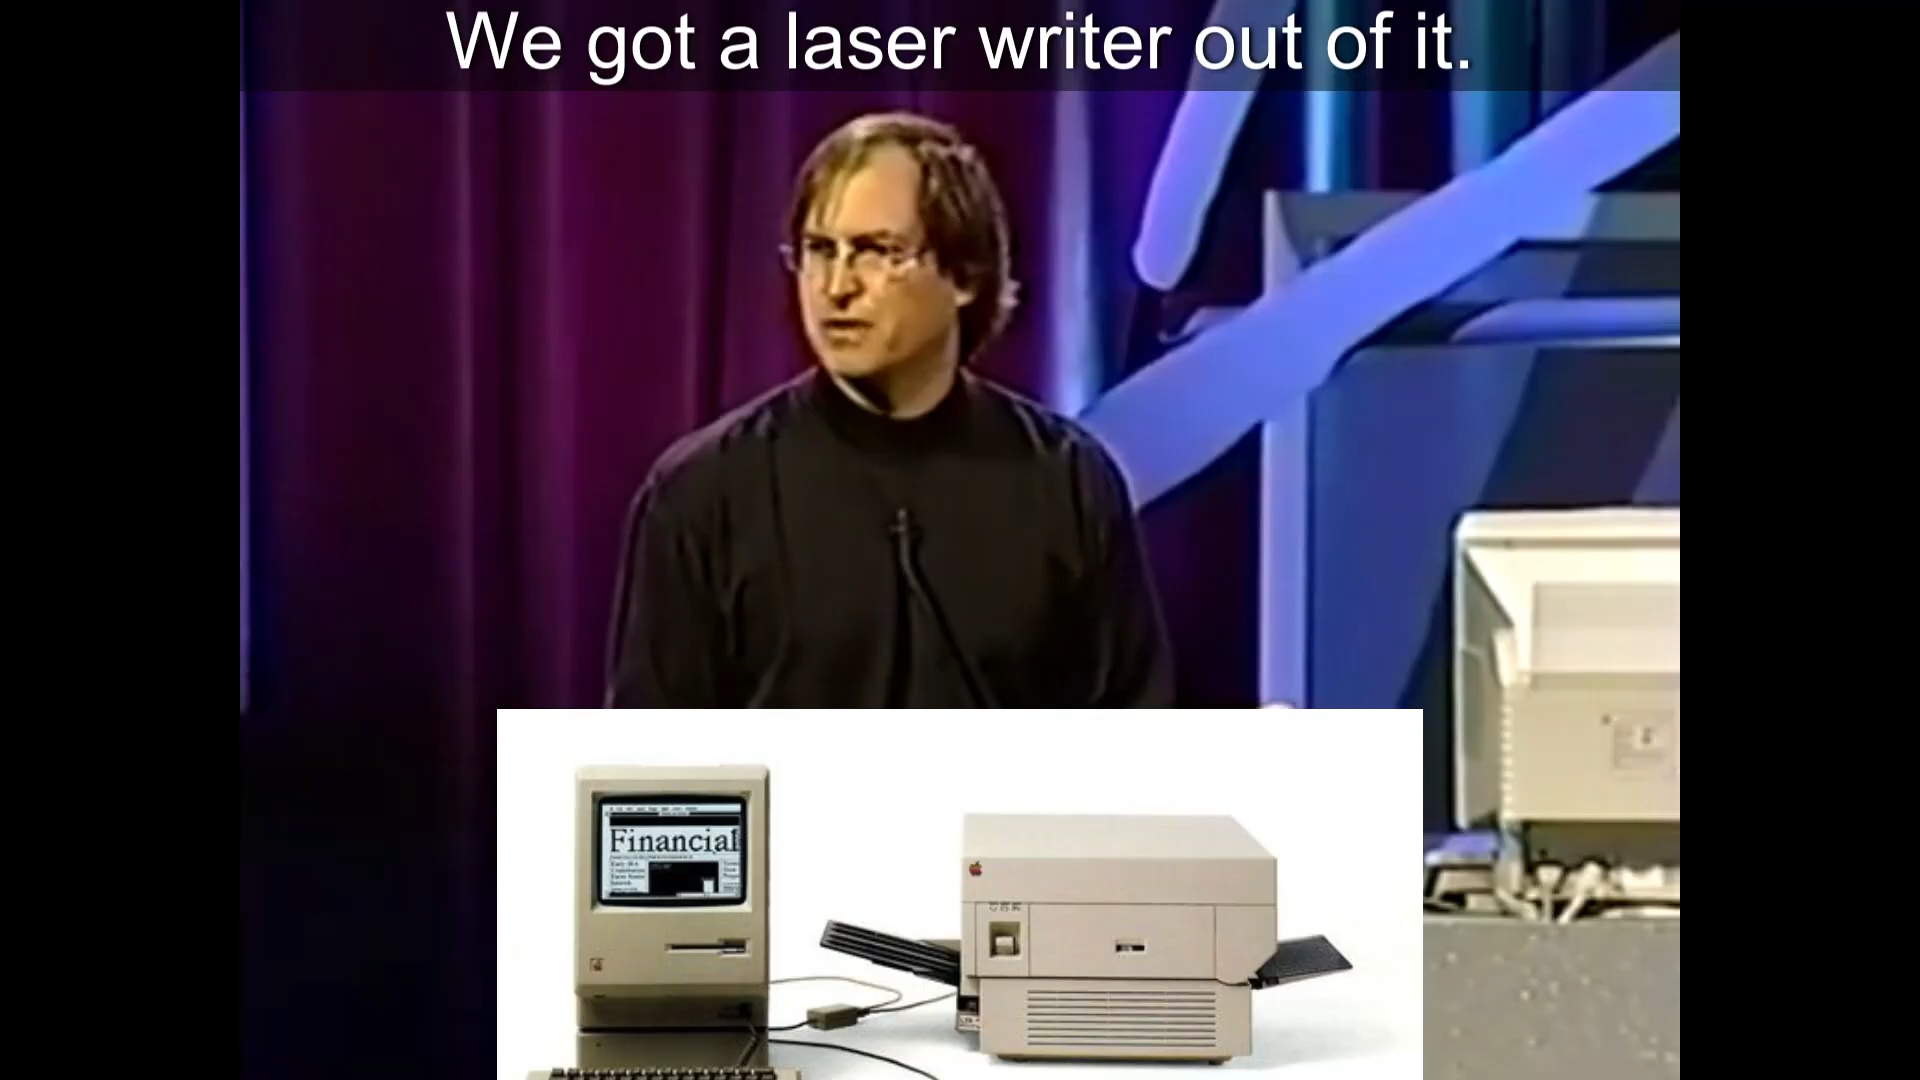 We got a laser writer out of it.
Financial